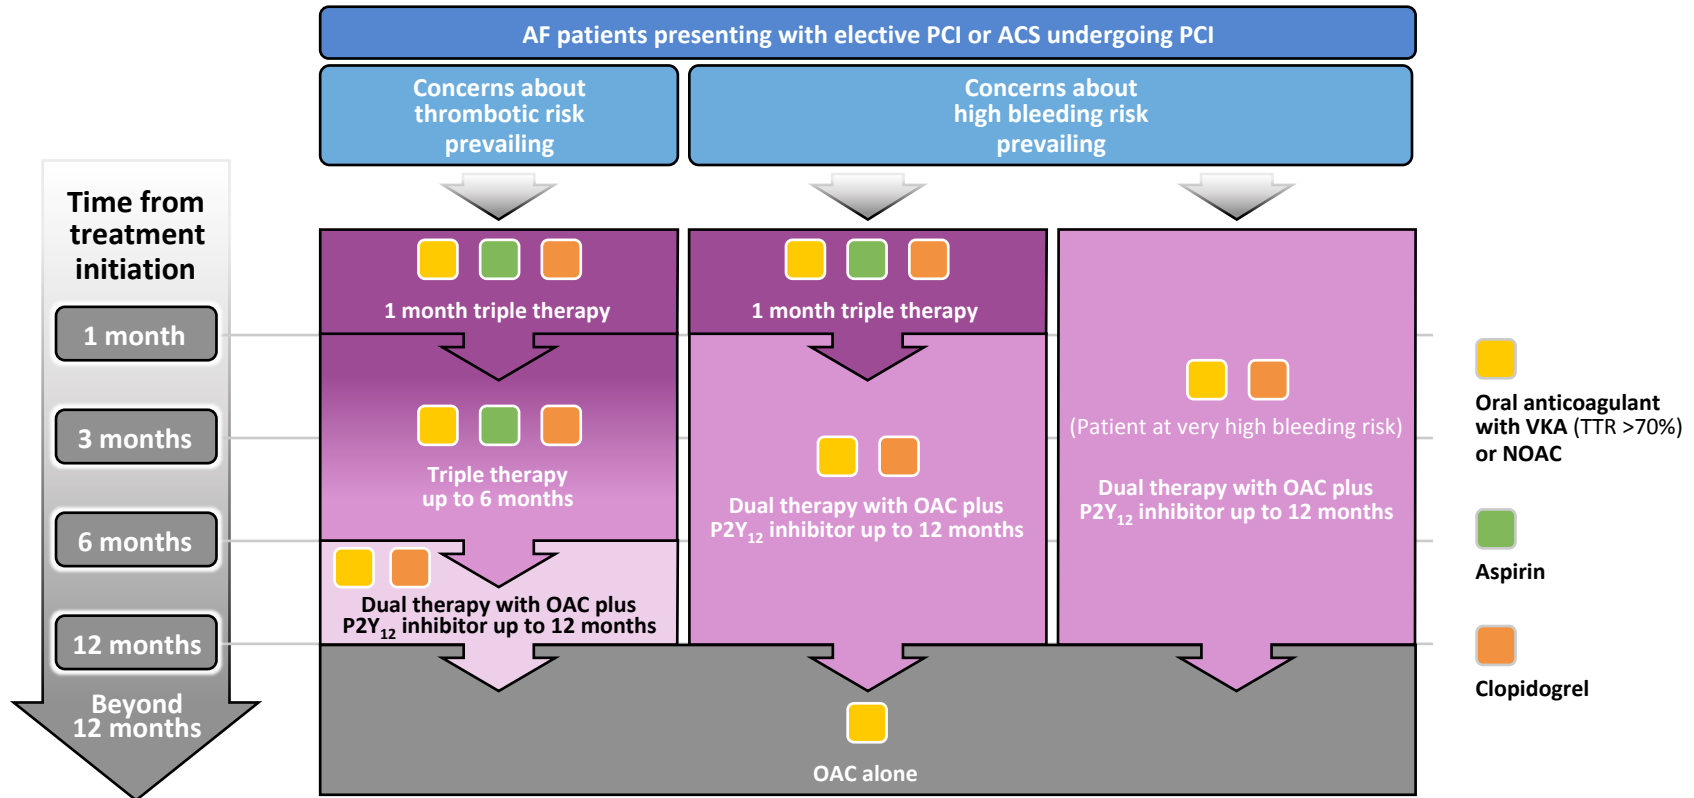 AF patients presenting with elective PCI or ACS undergoing PCI
Concerns about
thrombotic risk
prevailing
Concerns about
high bleeding risk
prevailing
Time from
treatment
initiation
1 month
3 months
6 months
12 months
Beyond
12 months
1 month triple therapy
Triple therapy
up to 6 months
Dual therapy with OAC plus
P2Y₁₂ inhibitor up to 12 months
1 month triple therapy
Dual therapy with OAC plus
P2Y₁₂ inhibitor up to 12 months
(Patient at very high bleeding risk)
Dual therapy with OAC plus
P2Y₁₂ inhibitor up to 12 months
OAC alone
Oral anticoagulant
with VKA (TTR >70%)
or NOAC
Aspirin
Clopidogrel